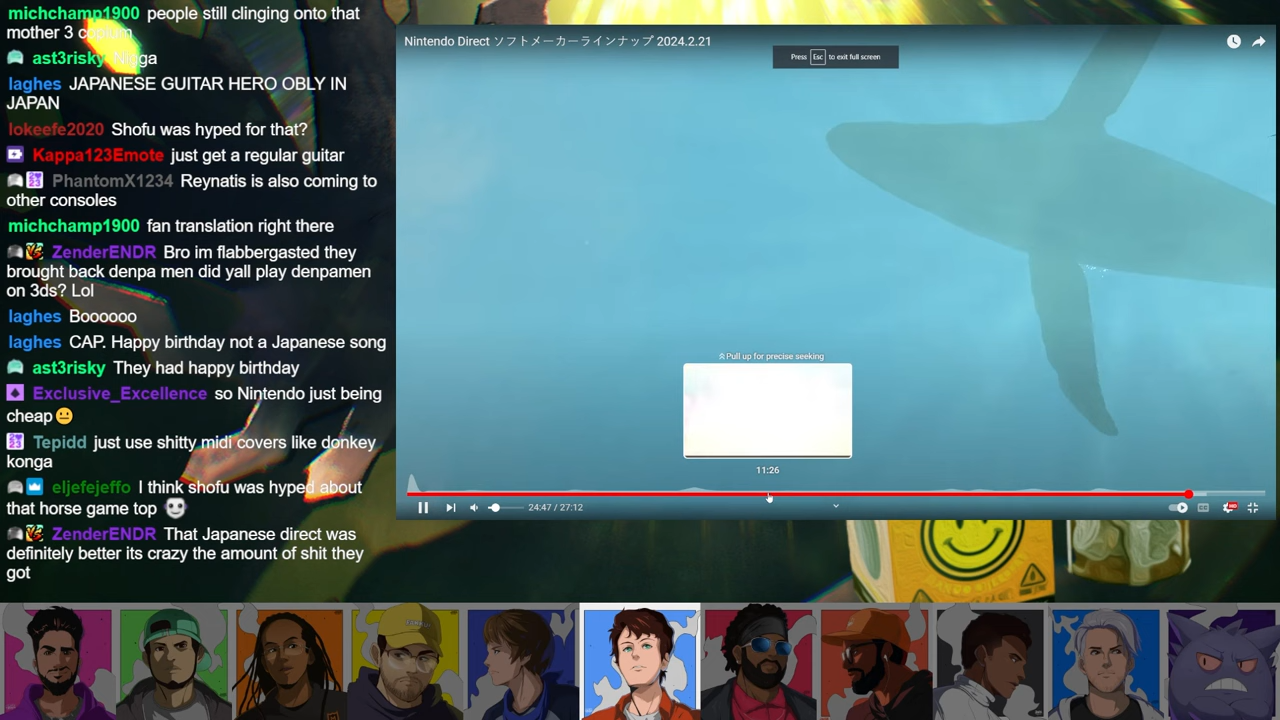 michchamp1900 people still clinging onto that
mother 3 copium
ast3risky Nigga
laghes JAPANESE GUITAR HERO OBLY IN
JAPAN
lokeefe2020 Shofu was hyped for that?
Kappa123Emote just get a regular guitar
PhantomX1234 Reynatis is also coming to
other consoles
michchamp1900 fan translation right there
ZenderENDR Bro im flabbergasted they
brought back denpa men did yall play denpamen
on 3ds? Lol
laghes Boooooo
laghes CAP. Happy birthday not a Japanese song
ast3risky They had happy birthday
Exclusive_Excellence so Nintendo just being
cheap
Tepidd just use shitty midi covers like donkey
konga
eljefejeffo I think shofu was hyped about
that horse game top
ZenderENDR That Japanese direct was
definitely better its crazy the amount of shit they
got
Nintendo Direct ソフトメーカーラインナップ 2024.2.21
Press Esc to exit full screen
Pull up for precise seeking
11:26
24:47 / 27:12